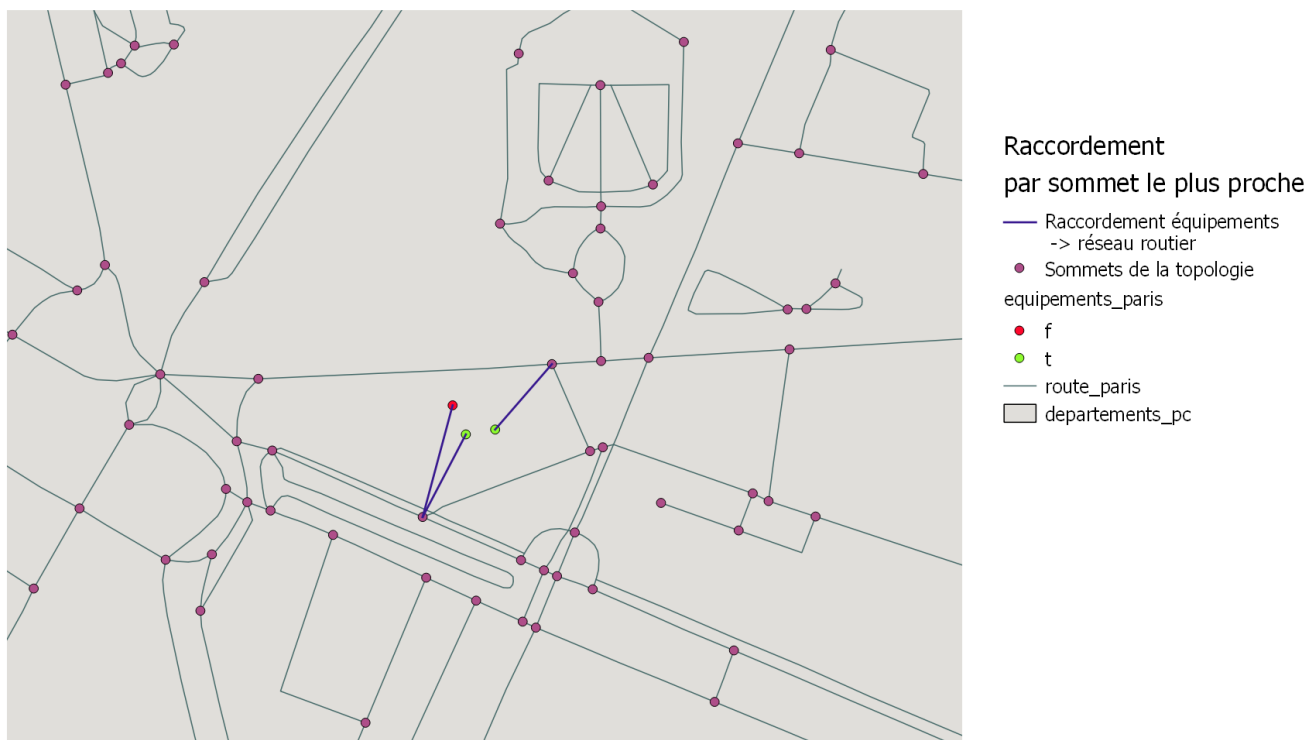 Raccordement
par sommet le plus proche
Raccordement équipements
-> réseau routier
Sommets de la topologie
equipements_paris
f
t
route_paris
departements_pc